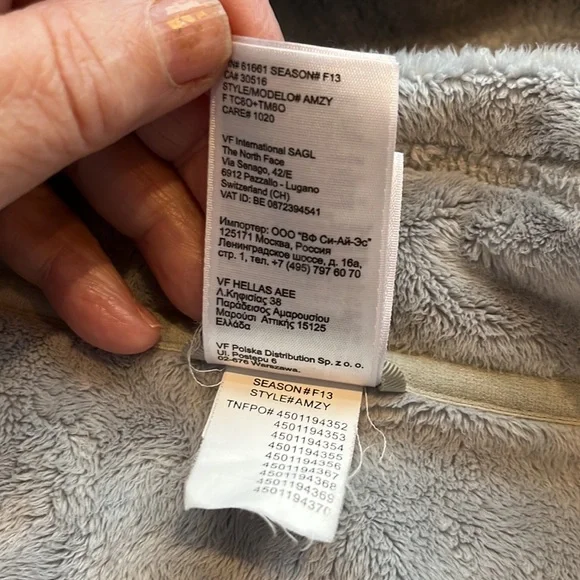 RN# 61661 SEASON# F13
CA# 30516
STYLE/MODELO# AMZY
F TC8O+TM8O
CARE# 1020
VF International SAGL
The North Face
Via Senago, 42/E
6912 Pazzallo - Lugano
Switzerland (CH)
VAT ID: BE 0872394541
Импортер: ООО "ВФ Си-Ай-Эс"
125171 Москва, Россия
Ленинградское шоссе, д. 16а,
стр. 1, тел. +7 (495) 797 60 70
VF HELLAS AEE
Λ.Κηφισίας 38
Παράδεισος Αμαρουσίου
Μαρούσι Αττικής 15125
Ελλάδα
VF Polska Distribution Sp. z o. o.
Ul. Postępu 6
02-676 Warszawa.
SEASON#F13
STYLE#AMZY
TNFPO# 4501194352
4501194353
4501194354
4501194355
4501194356
4501194367
4501194368
4501194369
4501194370